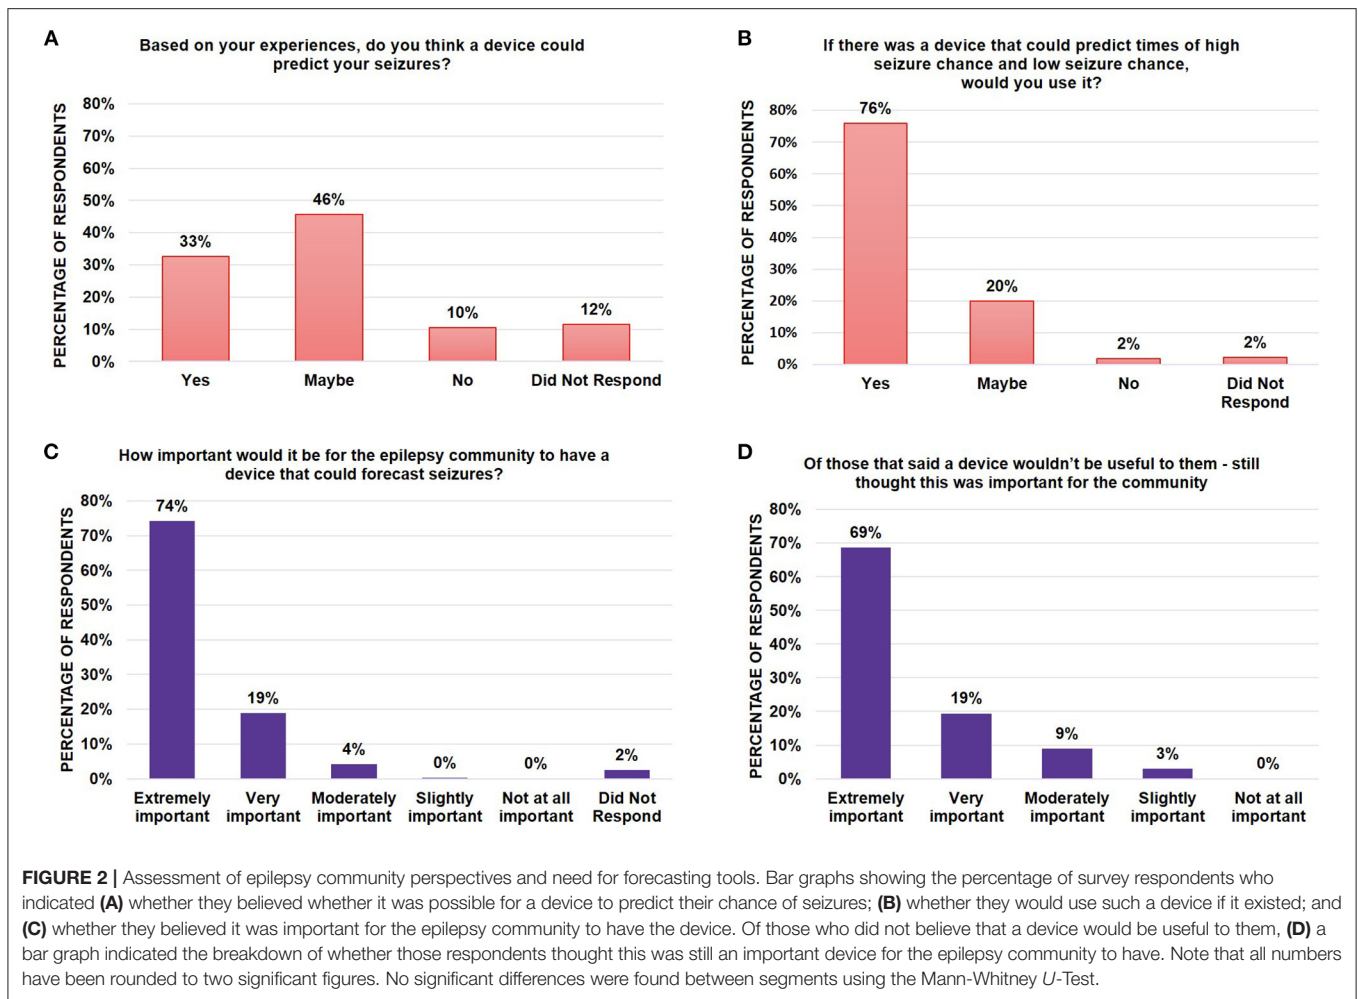 A
Based on your experiences, do you think a device could
predict your seizures?
PERCENTAGE OF RESPONDENTS
80%
70%
60%
50%
40%
30%
20%
10%
0%
33%
46%
10%
12%
Yes
Maybe
No
Did Not Respond
B
If there was a device that could predict times of high
seizure chance and low seizure chance,
would you use it?
PERCENTAGE OF RESPONDENTS
80%
70%
60%
50%
40%
30%
20%
10%
0%
76%
20%
2%
2%
Yes
Maybe
No
Did Not
Respond
C
How important would it be for the epilepsy community to have a
device that could forecast seizures?
PERCENTAGE OF RESPONDENTS
80%
70%
60%
50%
40%
30%
20%
10%
0%
74%
19%
4%
0%
0%
2%
Extremely
important
Very
important
Moderately
important
Slightly
important
Not at all
important
Did Not
Respond
D
Of those that said a device wouldn't be useful to them - still
thought this was important for the community
PERCENTAGE OF RESPONDENTS
80%
70%
60%
50%
40%
30%
20%
10%
0%
69%
19%
9%
3%
0%
Extremely
important
Very
important
Moderately
important
Slightly
important
Not at all
important
FIGURE 2 | Assessment of epilepsy community perspectives and need for forecasting tools. Bar graphs showing the percentage of survey respondents who
indicated (A) whether they believed whether it was possible for a device to predict their chance of seizures; (B) whether they would use such a device if it existed; and
(C) whether they believed it was important for the epilepsy community to have the device. Of those who did not believe that a device would be useful to them, (D) a
bar graph indicated the breakdown of whether those respondents thought this was still an important device for the epilepsy community to have. Note that all numbers
have been rounded to two significant figures. No significant differences were found between segments using the Mann-Whitney U-Test.